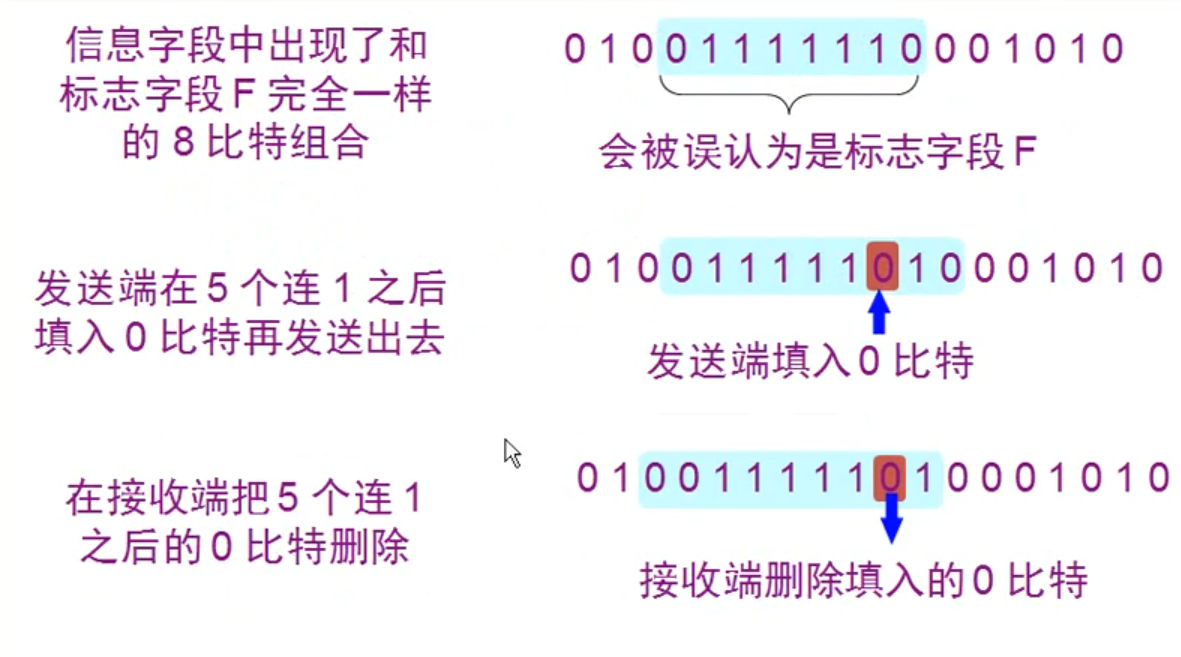 信息字段中出现了和
标志字段 F 完全一样
的 8 比特组合
0 1 0 0 1 1 1 1 1 1 0 0 0 1 0 1 0
会被误认为是标志字段 F
发送端在 5 个连 1 之后
填入 0 比特再发送出去
0 1 0 0 1 1 1 1 1 0 1 0 0 0 1 0 1 0
发送端填入 0 比特
在接收端把 5 个连 1
之后的 0 比特删除
0 1 0 0 1 1 1 1 1 0 1 0 0 0 1 0 1 0
接收端删除填入的 0 比特